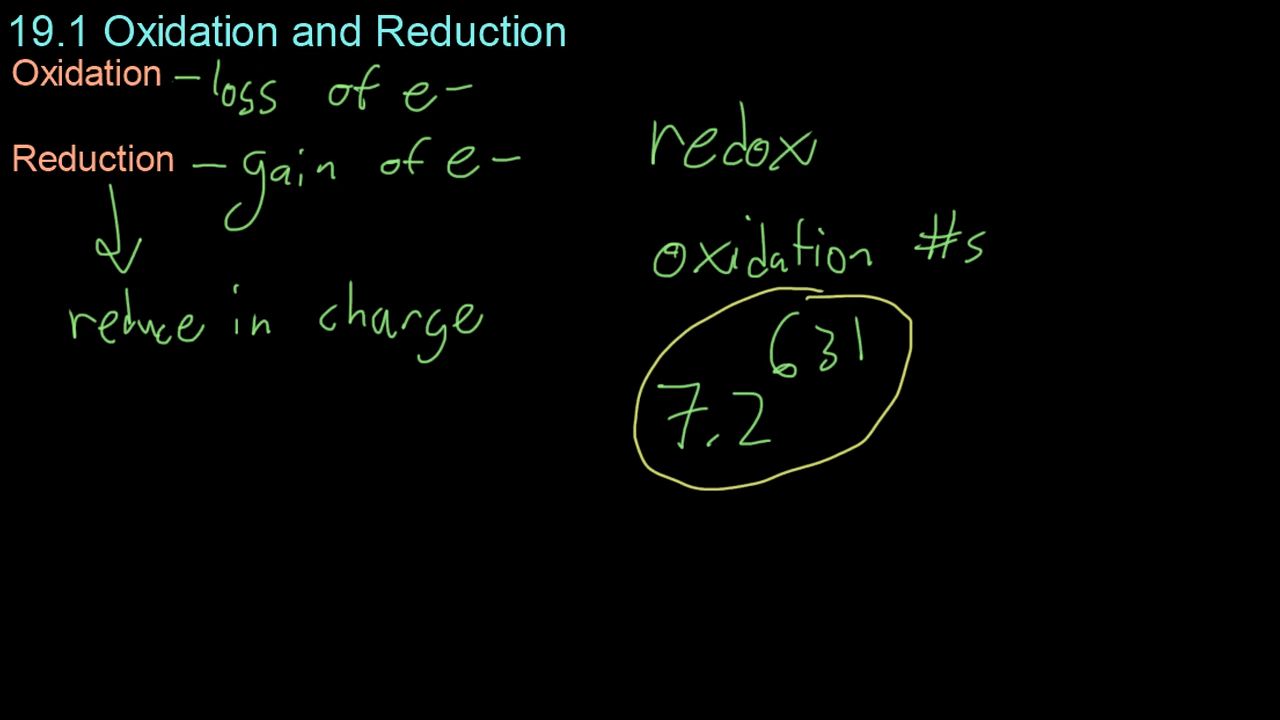 19.1 Oxidation and Reduction
Oxidation – loss of e-
Reduction – gain of e-
reduce in charge
redox
oxidation #s
7.2 631